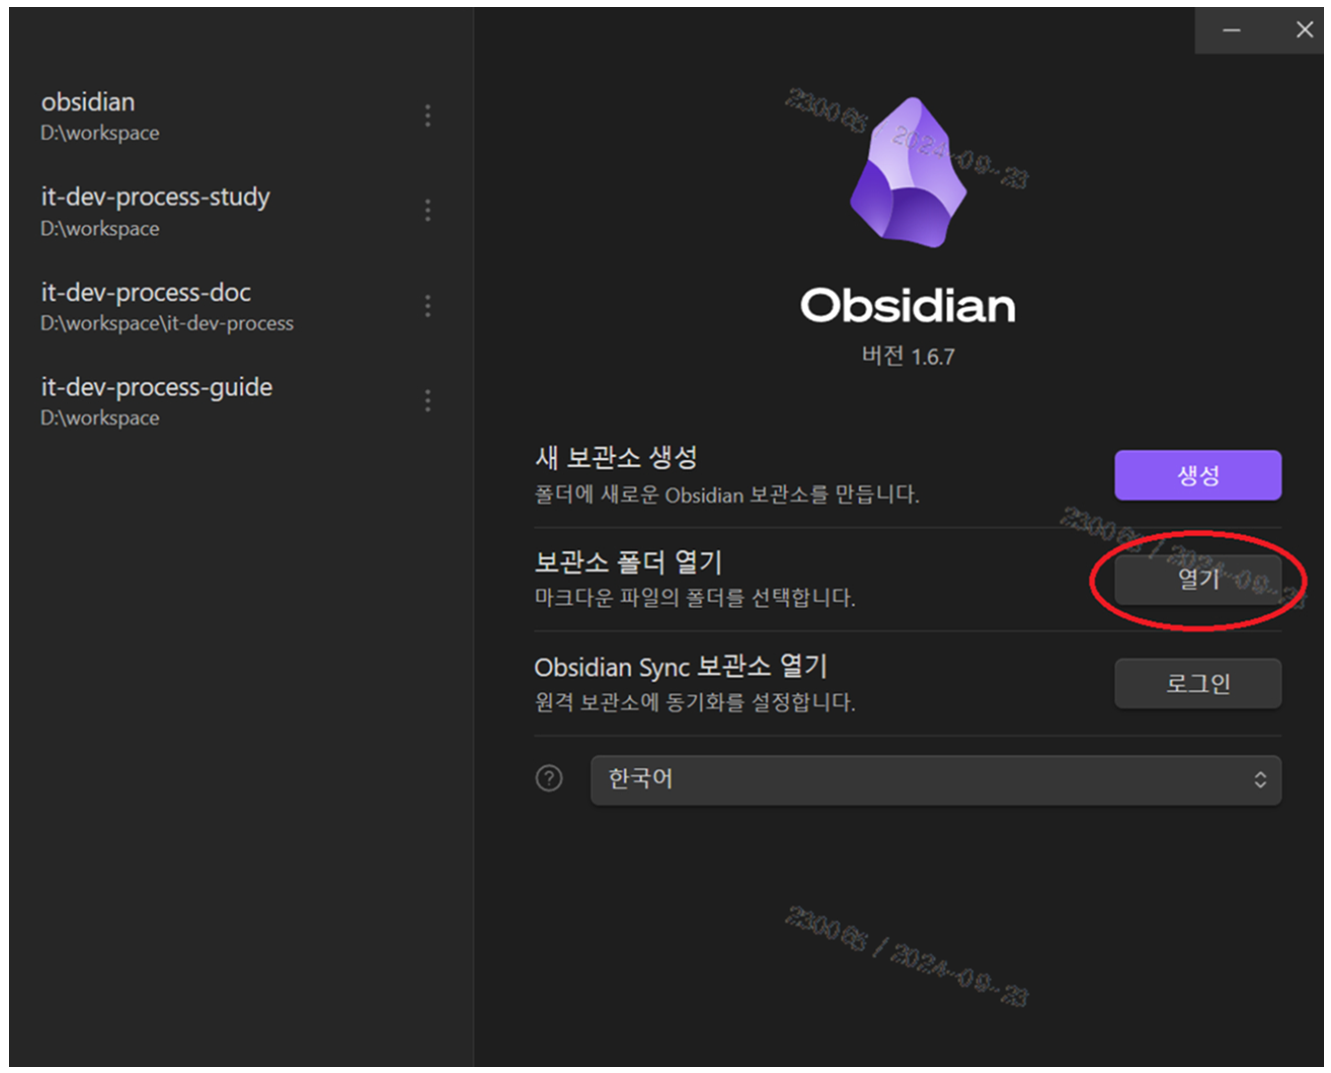 obsidian
D:\workspace
it-dev-process-study
D:\workspace
it-dev-process-doc
D:\workspace\it-dev-process
it-dev-process-guide
D:\workspace
Obsidian
버전 1.6.7
새 보관소 생성
폴더에 새로운 Obsidian 보관소를 만듭니다.
생성
보관소 폴더 열기
마크다운 파일의 폴더를 선택합니다.
열기
Obsidian Sync 보관소 열기
원격 보관소에 동기화를 설정합니다.
로그인
한국어